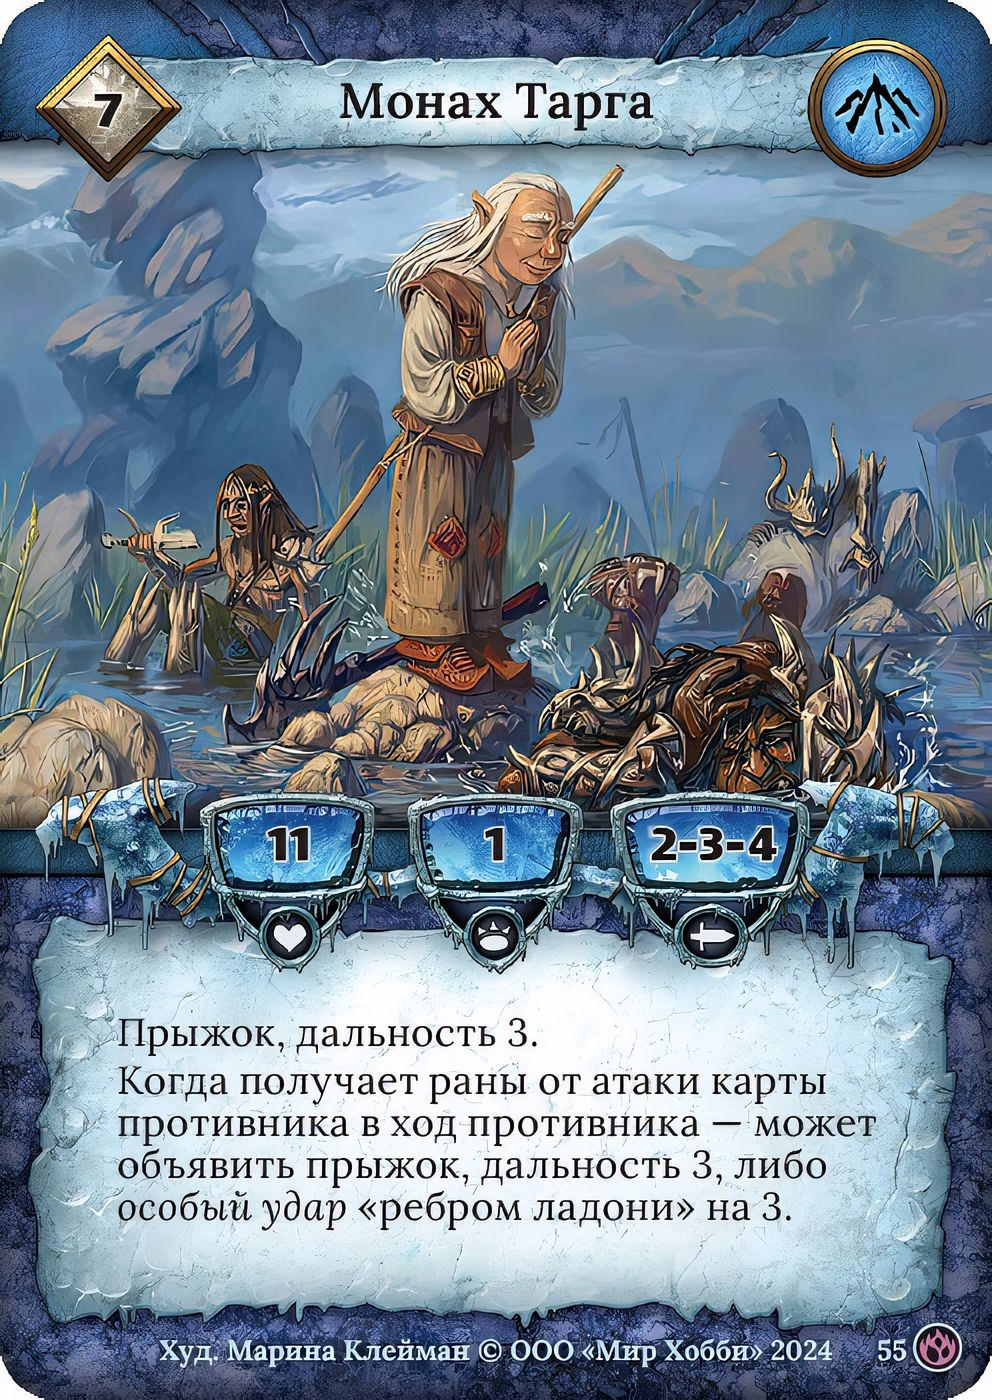 7
Монах Тарга
11
1
2-3-4
Прыжок, дальность 3.
Когда получает раны от атаки карты
противника в ход противника — может
объявить прыжок, дальность 3, либо
особый удар «ребром ладони» на 3.
Худ. Марина Клейман © ООО «Мир Хобби» 2024
55